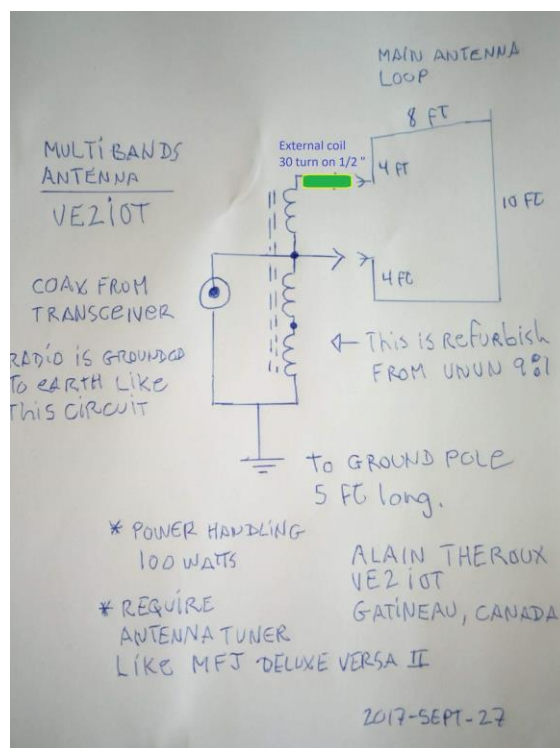 MAIN ANTENNA
LOOP
8 FT
MULTIBANDS
ANTENNA
VE2IOT
External coil
30 turn on 1/2 "
4 FT
10 FT
4 FT
COAX FROM
TRANSCEIVER
RADIO IS GROUNDED
TO EARTH LIKE
THIS CIRCUIT
This is REFURBISH
FROM UNUN 9:1
TO GROUND POLE
5 FT long.
* POWER HANDLING
100 WATTS
* REQUIRE
ANTENNA TUNER
LIKE MFJ DELUXE VERSA II
ALAIN THEROUX
VE2IOT
GATINEAU, CANADA
2017-SEPT-27